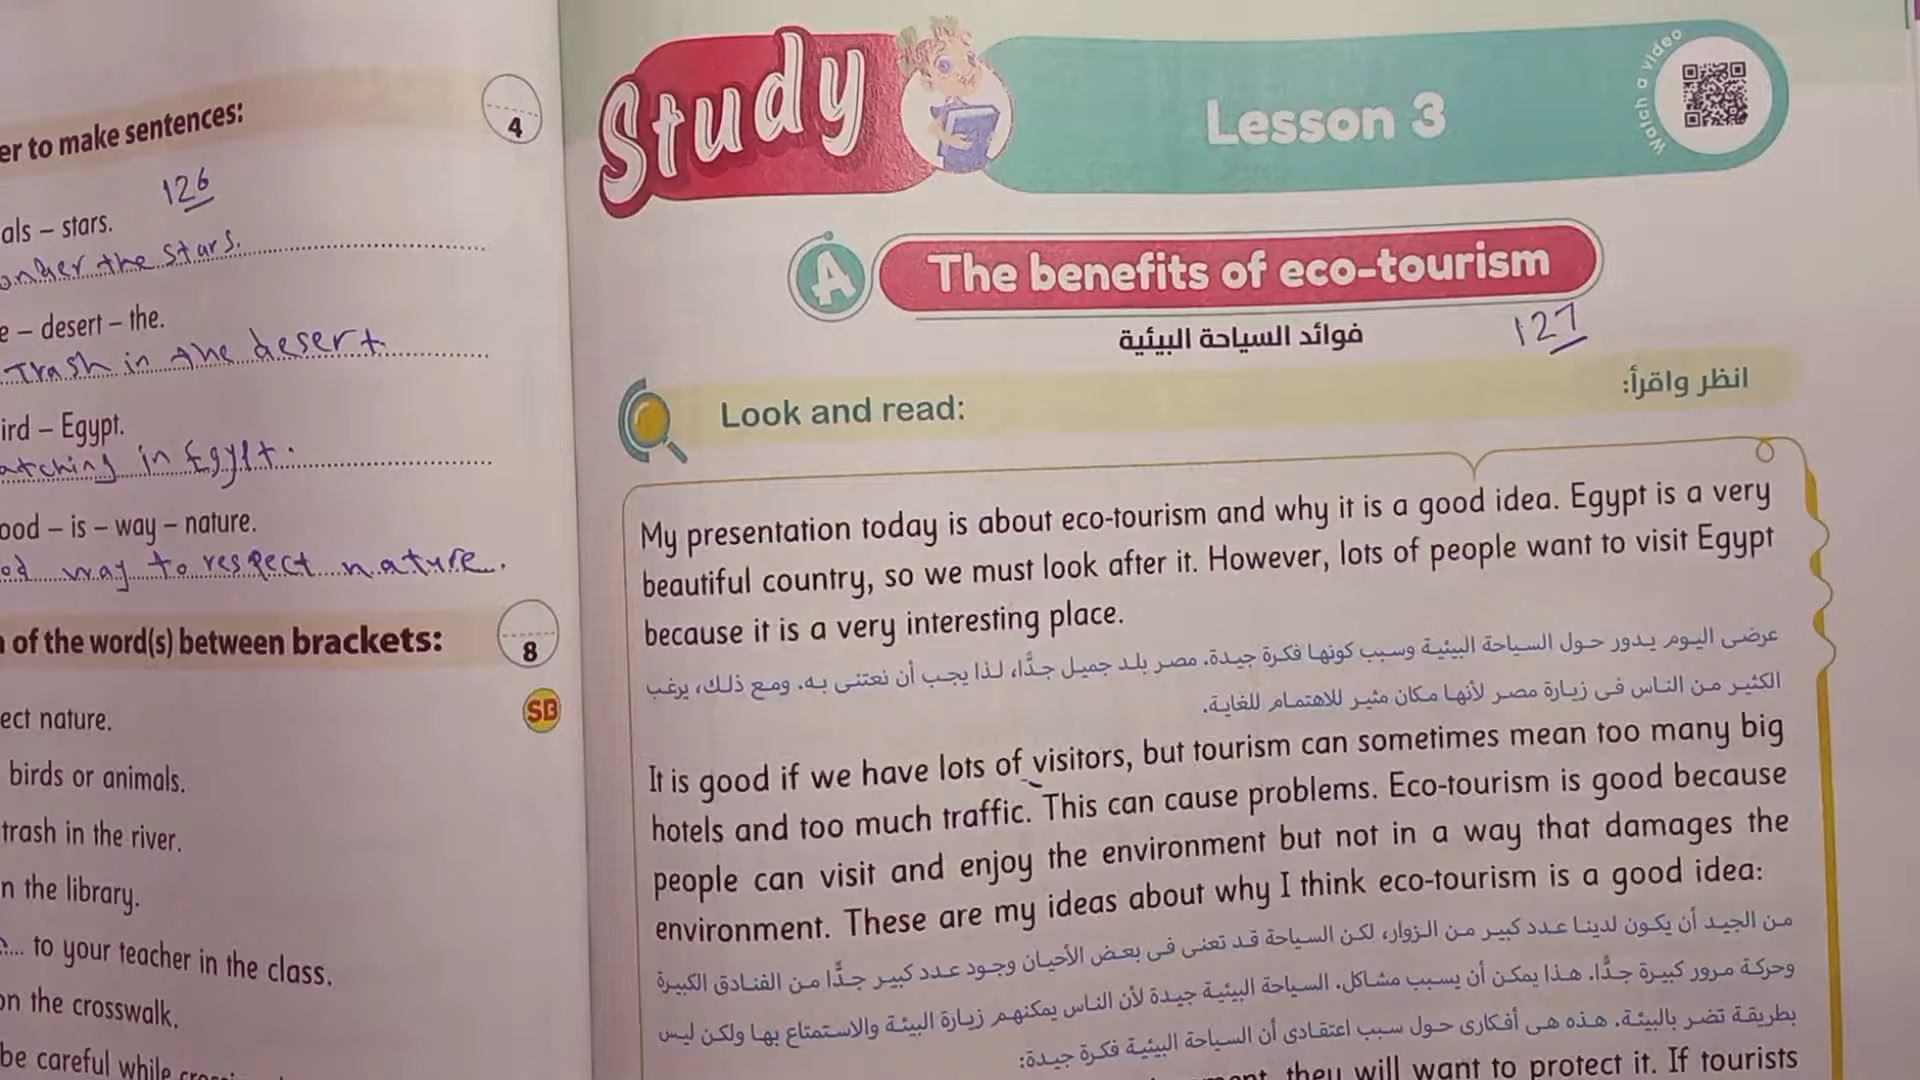 er to make sentences:
4
126
als – stars.
under the stars.
e – desert – the.
Trash in the desert.
ird – Egypt.
atching in Egypt.
ood – is – way – nature.
od way to respect nature.
of the word(s) between brackets:
8
SB
ect nature.
birds or animals.
trash in the river.
n the library.
.... to your teacher in the class.
on the crosswalk.
be careful while
Study
Lesson 3
Watch a video
A
The benefits of eco-tourism
فوائد السياحة البيئية
127
انظر واقرأ:
Look and read:
My presentation today is about eco-tourism and why it is a good idea. Egypt is a very
beautiful country, so we must look after it. However, lots of people want to visit Egypt
because it is a very interesting place.
عرضى اليوم يدور حول السياحة البيئية وسبب كونها فكرة جيدة. مصر بلد جميل جدًّا، لذا يجب أن نعتنى به. ومع ذلك، يرغب
الكثير من الناس فى زيارة مصر لأنها مكان مثير للاهتمام للغاية.
It is good if we have lots of visitors, but tourism can sometimes mean too many big
hotels and too much traffic. This can cause problems. Eco-tourism is good because
people can visit and enjoy the environment but not in a way that damages the
environment. These are my ideas about why I think eco-tourism is a good idea:
من الجيد أن يكون لدينا عدد كبير من الزوار، لكن السياحة قد تعنى فى بعض الأحيان وجود عدد كبير جدًّا من الفنادق الكبيرة
وحركة مرور كبيرة جدًّا. هذا يمكن أن يسبب مشاكل. السياحة البيئية جيدة لأن الناس يمكنهم زيارة البيئة والاستمتاع بها ولكن ليس
بطريقة تضر بالبيئة. هذه هى أفكارى حول سبب اعتقادى أن السياحة البيئية فكرة جيدة:
they will want to protect it. If tourists